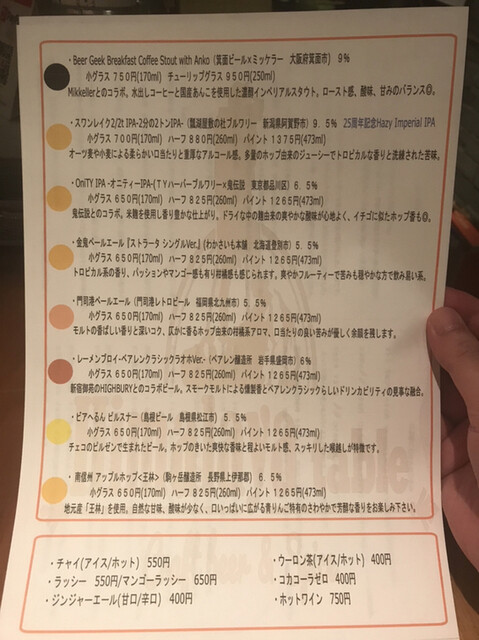 ・Beer Geek Breakfast Coffee Stout with Anko (箕面ビール×ミッケラー 大阪府箕面市) 9%
小グラス 750円(170ml) チューリップグラス 950円(250ml)
Mikkellerとのコラボ。水出しコーヒーと国産あんこを使用した濃醇インペリアルスタウト。ロースト感、酸味、甘みのバランス◎。
・スワンレイク2/2t IPA-2分の2トンIPA- (瓢湖屋敷の杜ブルワリー 新潟県阿賀野市) 9.5% 25周年記念Hazy Imperial IPA
小グラス 700円(170ml) ハーフ 880円(260ml) パイント 1375円(473ml)
オーツ麦や小麦による柔らかい口当たりと重厚なアルコール感。多量のホップ由来のジューシーでトロピカルな香りと洗練された苦味。
・OniTY IPA -オニティーIPA- (TYハーバーブルワリー×鬼伝説 東京都品川区) 6.5%
小グラス 650円(170ml) ハーフ 825円(260ml) パイント 1265円(473ml)
鬼伝説とのコラボ。米麹を使用し香り豊かな仕上がり。ドライな中の麹由来の爽やかな酸味が心地よく、イチゴに似たホップ香も◎。
・金鬼ペールエール『ストラータ シングルVer.』(わかさいも本舗 北海道登別市) 5.5%
小グラス 650円(170ml) ハーフ 825円(260ml) パイント 1265円(473ml)
トロピカル系の香り、パッションやマンゴー感も有り柑橘感も感じられます。爽やかフルーティーで苦みも穏やかな方で飲み易い系。
・門司港ペールエール (門司港レトロビール 福岡県北九州市) 5.5%
小グラス 650円(170ml) ハーフ 825円(260ml) パイント 1265円(473ml)
モルトの香ばしい香りと深いコク、仄かに香るホップ由来の柑橘系アロマ、口当たりの良い苦みが優しく余韻を残します。
・レーメンブロイ-ベアレンクラシックラオホVer.- (ベアレン醸造所 岩手県盛岡市) 6%
小グラス 650円(170ml) ハーフ 825円(260ml) パイント 1265円(473ml)
新宿御苑のHIGHBURYとのコラボビール。スモークモルトによる燻製香とベアレンクラシックらしいドリンカビリティの見事な融合。
・ビアへるん ピルスナー (島根ビール 島根県松江市) 5.5%
小グラス 650円(170ml) ハーフ 825円(260ml) パイント 1265円(473ml)
チェコのピルゼンで生まれたビール。ホップのきいた爽快な香味と程よいモルト感、スッキリした喉越しが特徴です。
・南信州 アップルホップ<王林> (駒ヶ岳醸造所 長野県上伊那郡) 6.5%
小グラス 650円(170ml) ハーフ 825円(260ml) パイント 1265円(473ml)
地元産「王林」を使用。自然な甘味、酸味が少なく、口いっぱいに広がる青りんご特有のさわやかで芳醇な香りをお楽しみ下さい。
・チャイ(アイス/ホット) 550円
・ラッシー 550円/マンゴーラッシー 650円
・ジンジャーエール(甘口/辛口) 400円
・ウーロン茶(アイス/ホット) 400円
・コカコーラゼロ 400円
・ホットワイン 750円